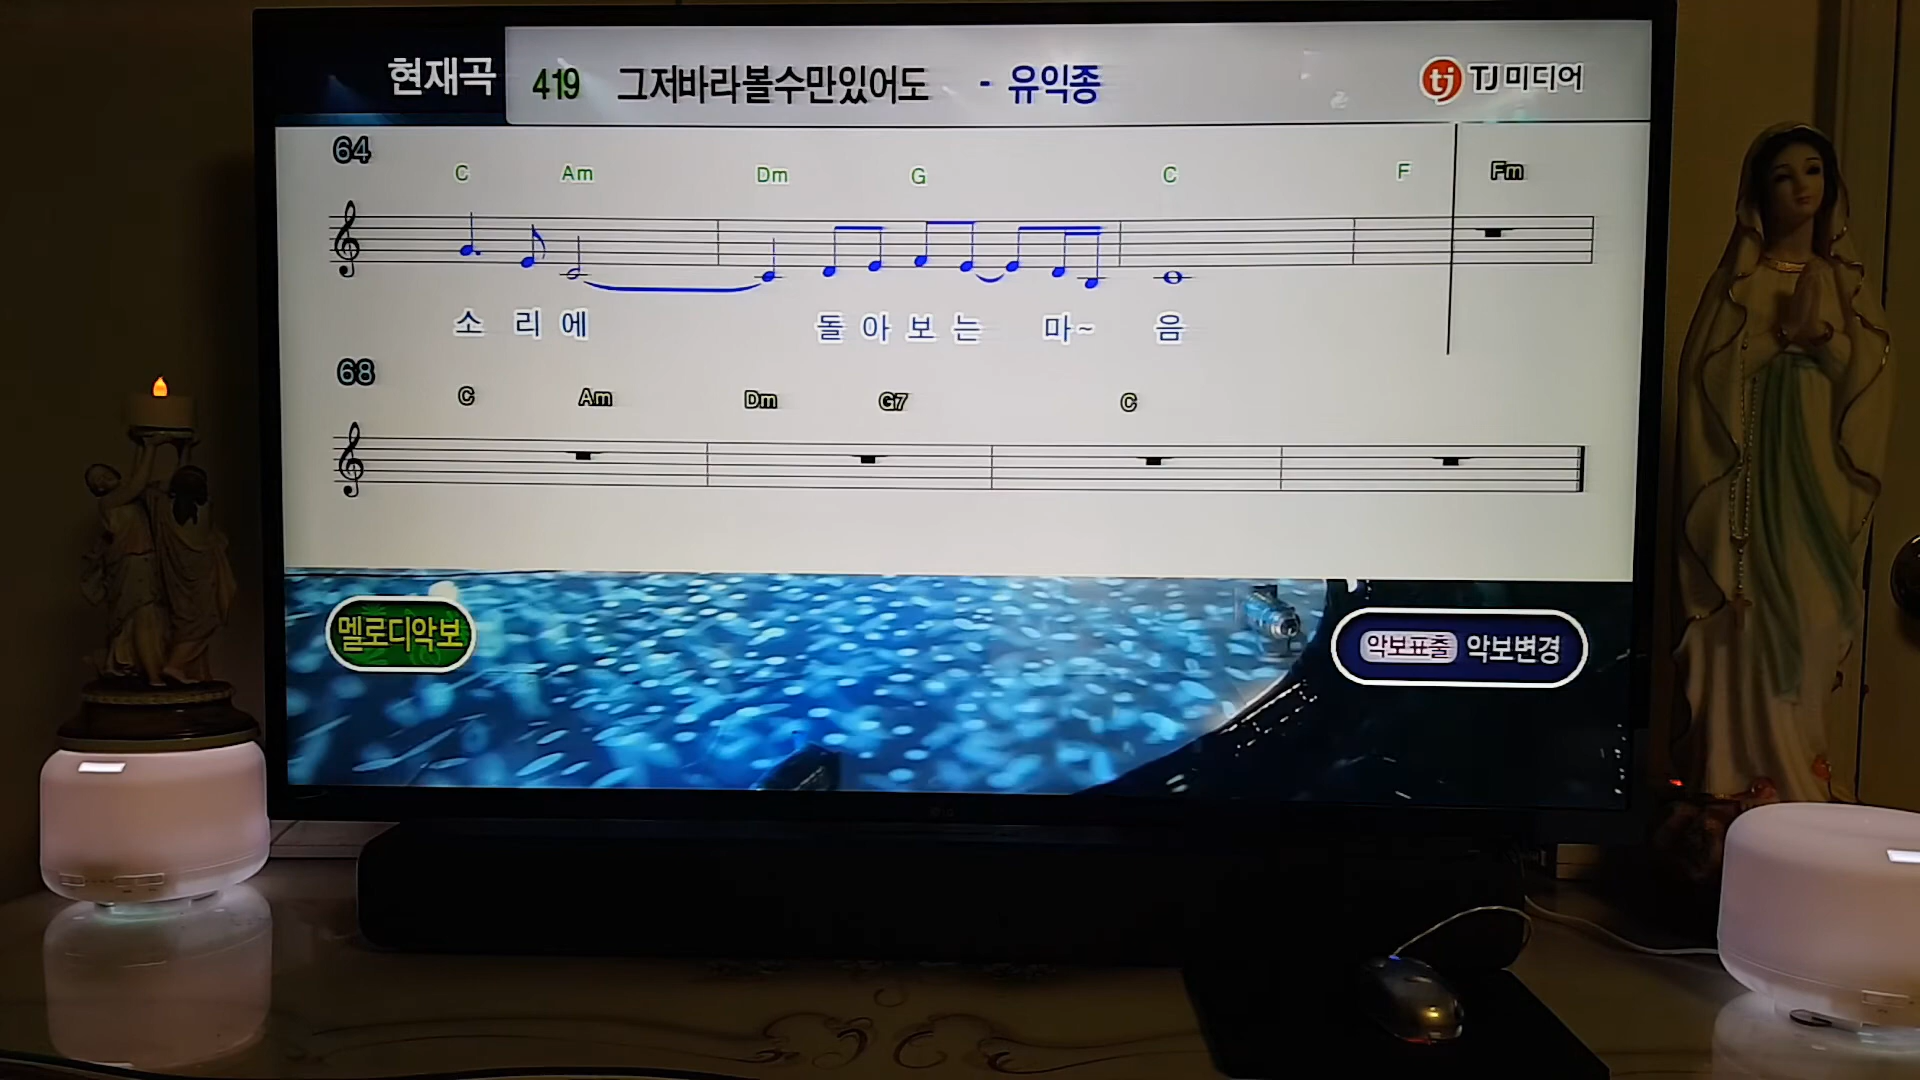 현재곡 419 그저바라볼수만있어도 - 유익종 tj TJ미디어
64
C Am Dm G C F Fm
소 리 에 돌 아 보 는 마~ 음
68
C Am Dm G7 C
멜로디악보
악보표출 악보변경